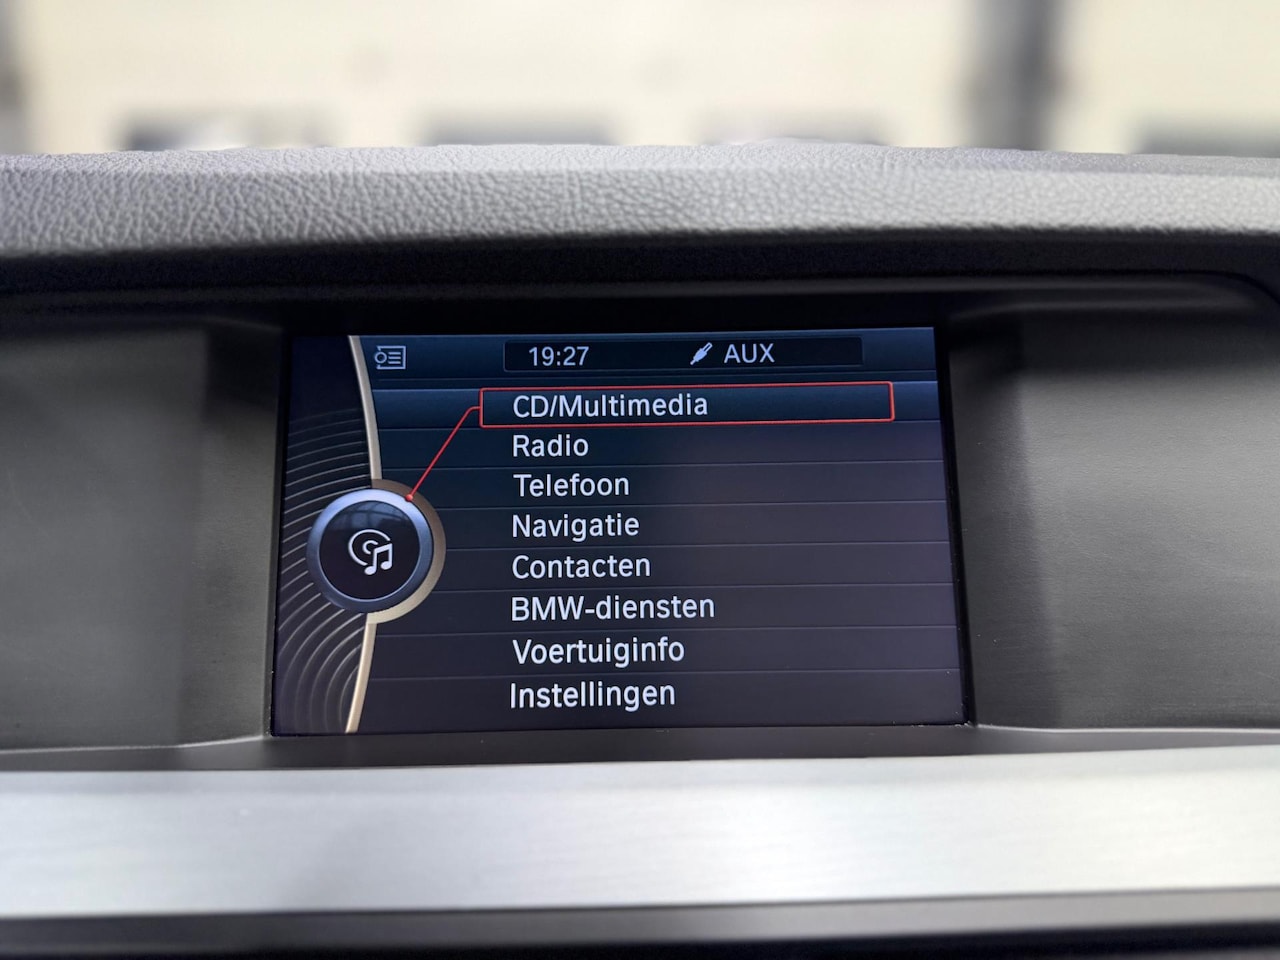 19:27 AUX
CD/Multimedia
Radio
Telefoon
Navigatie
Contacten
BMW-diensten
Voertuiginfo
Instellingen